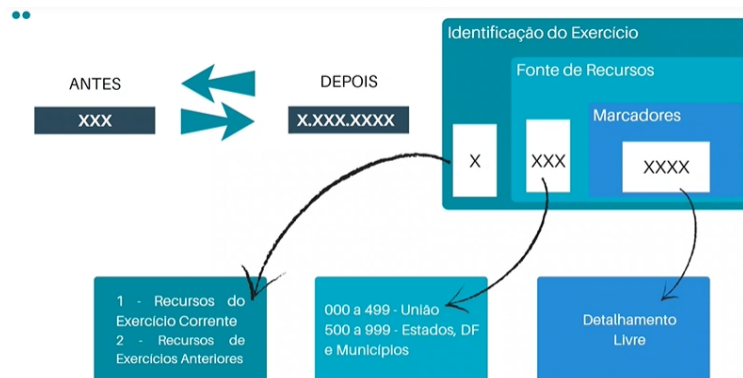 Identificação do Exercício
Fonte de Recursos
Marcadores
ANTES
DEPOIS
XXX
X.XXX.XXXX
X
XXX
XXXX
1 - Recursos do
Exercício Corrente
2 - Recursos de
Exercícios Anteriores
000 a 499 - União
500 a 999 - Estados, DF
e Municípios
Detalhamento
Livre